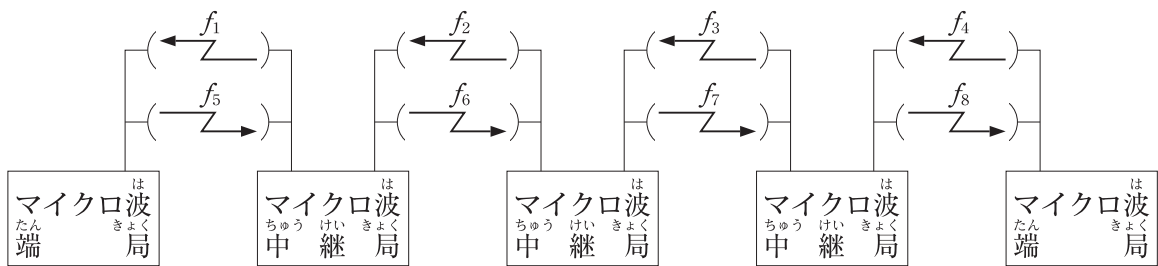 f1 f2 f3 f4
f5 f6 f7 f8
マイクロ波
は
端局
たん きょく
マイクロ波
は
中継局
ちゅう けい きょく
マイクロ波
は
中継局
ちゅう けい きょく
マイクロ波
は
中継局
ちゅう けい きょく
マイクロ波
は
端局
たん きょく